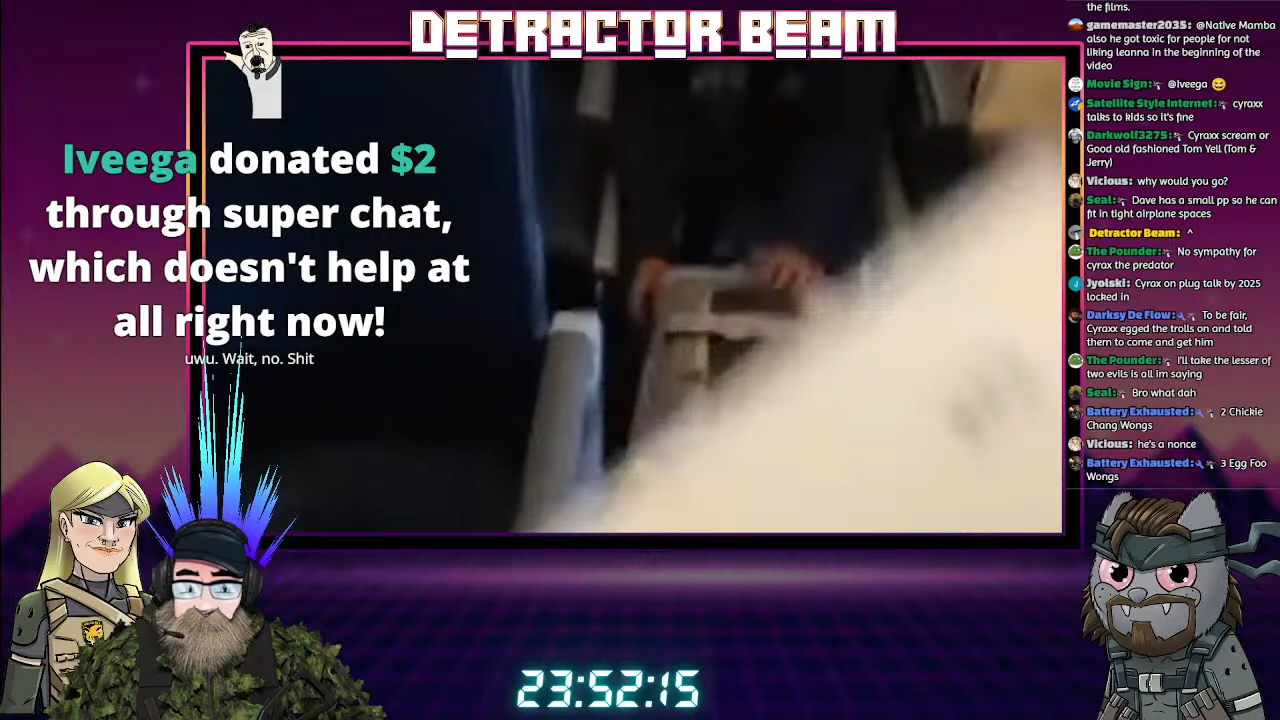 DETRACTOR BEAM
Iveega donated $2
through super chat,
which doesn't help at
all right now!
uwu. Wait, no. Shit
the films.
gamemaster2035: @Native Mambo
also he got toxic for people for not
liking leanna in the beginning of the
video
Movie Sign: @Iveega
Satellite Style Internet: cyraxx
talks to kids so it's fine
Darkwolf3275: Cyraxx scream or
Good old fashioned Tom Yell (Tom &
Jerry)
Vicious: why would you go?
Seal: Dave has a small pp so he can
fit in tight airplane spaces
Detractor Beam: ^
The Pounder: No sympathy for
cyrax the predator
J
Jyolski: Cyrax on plug talk by 2025
locked in
Darksy De Flow: To be fair,
Cyraxx egged the trolls on and told
them to come and get him
The Pounder: I'll take the lesser of
two evils is all im saying
Seal: Bro what dah
Battery Exhausted: 2 Chickie
Chang Wongs
Vicious: he's a nonce
Battery Exhausted: 3 Egg Foo
Wongs
23:52:15